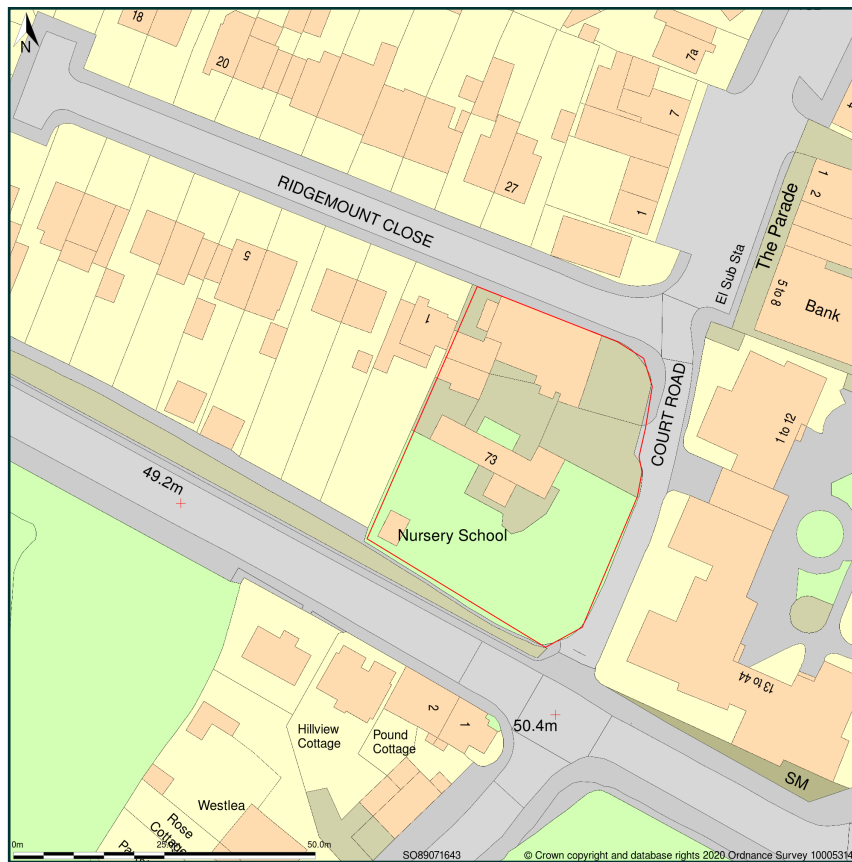 18
20
7a
N
7
4
RIDGEMOUNT CLOSE
27
1
1
2
The Parade
El Sub Sta
5 to 8
Bank
5
1
COURT ROAD
1 to 12
73
49.2m
Nursery School
13 to 44
2
1
50.4m
Hillview
Cottage
Pound
Cottage
SM
Westlea
Rose
Cottage
0m
50.0m
SO89071643
© Crown copyright and database rights 2020 Ordnance Survey 10005314